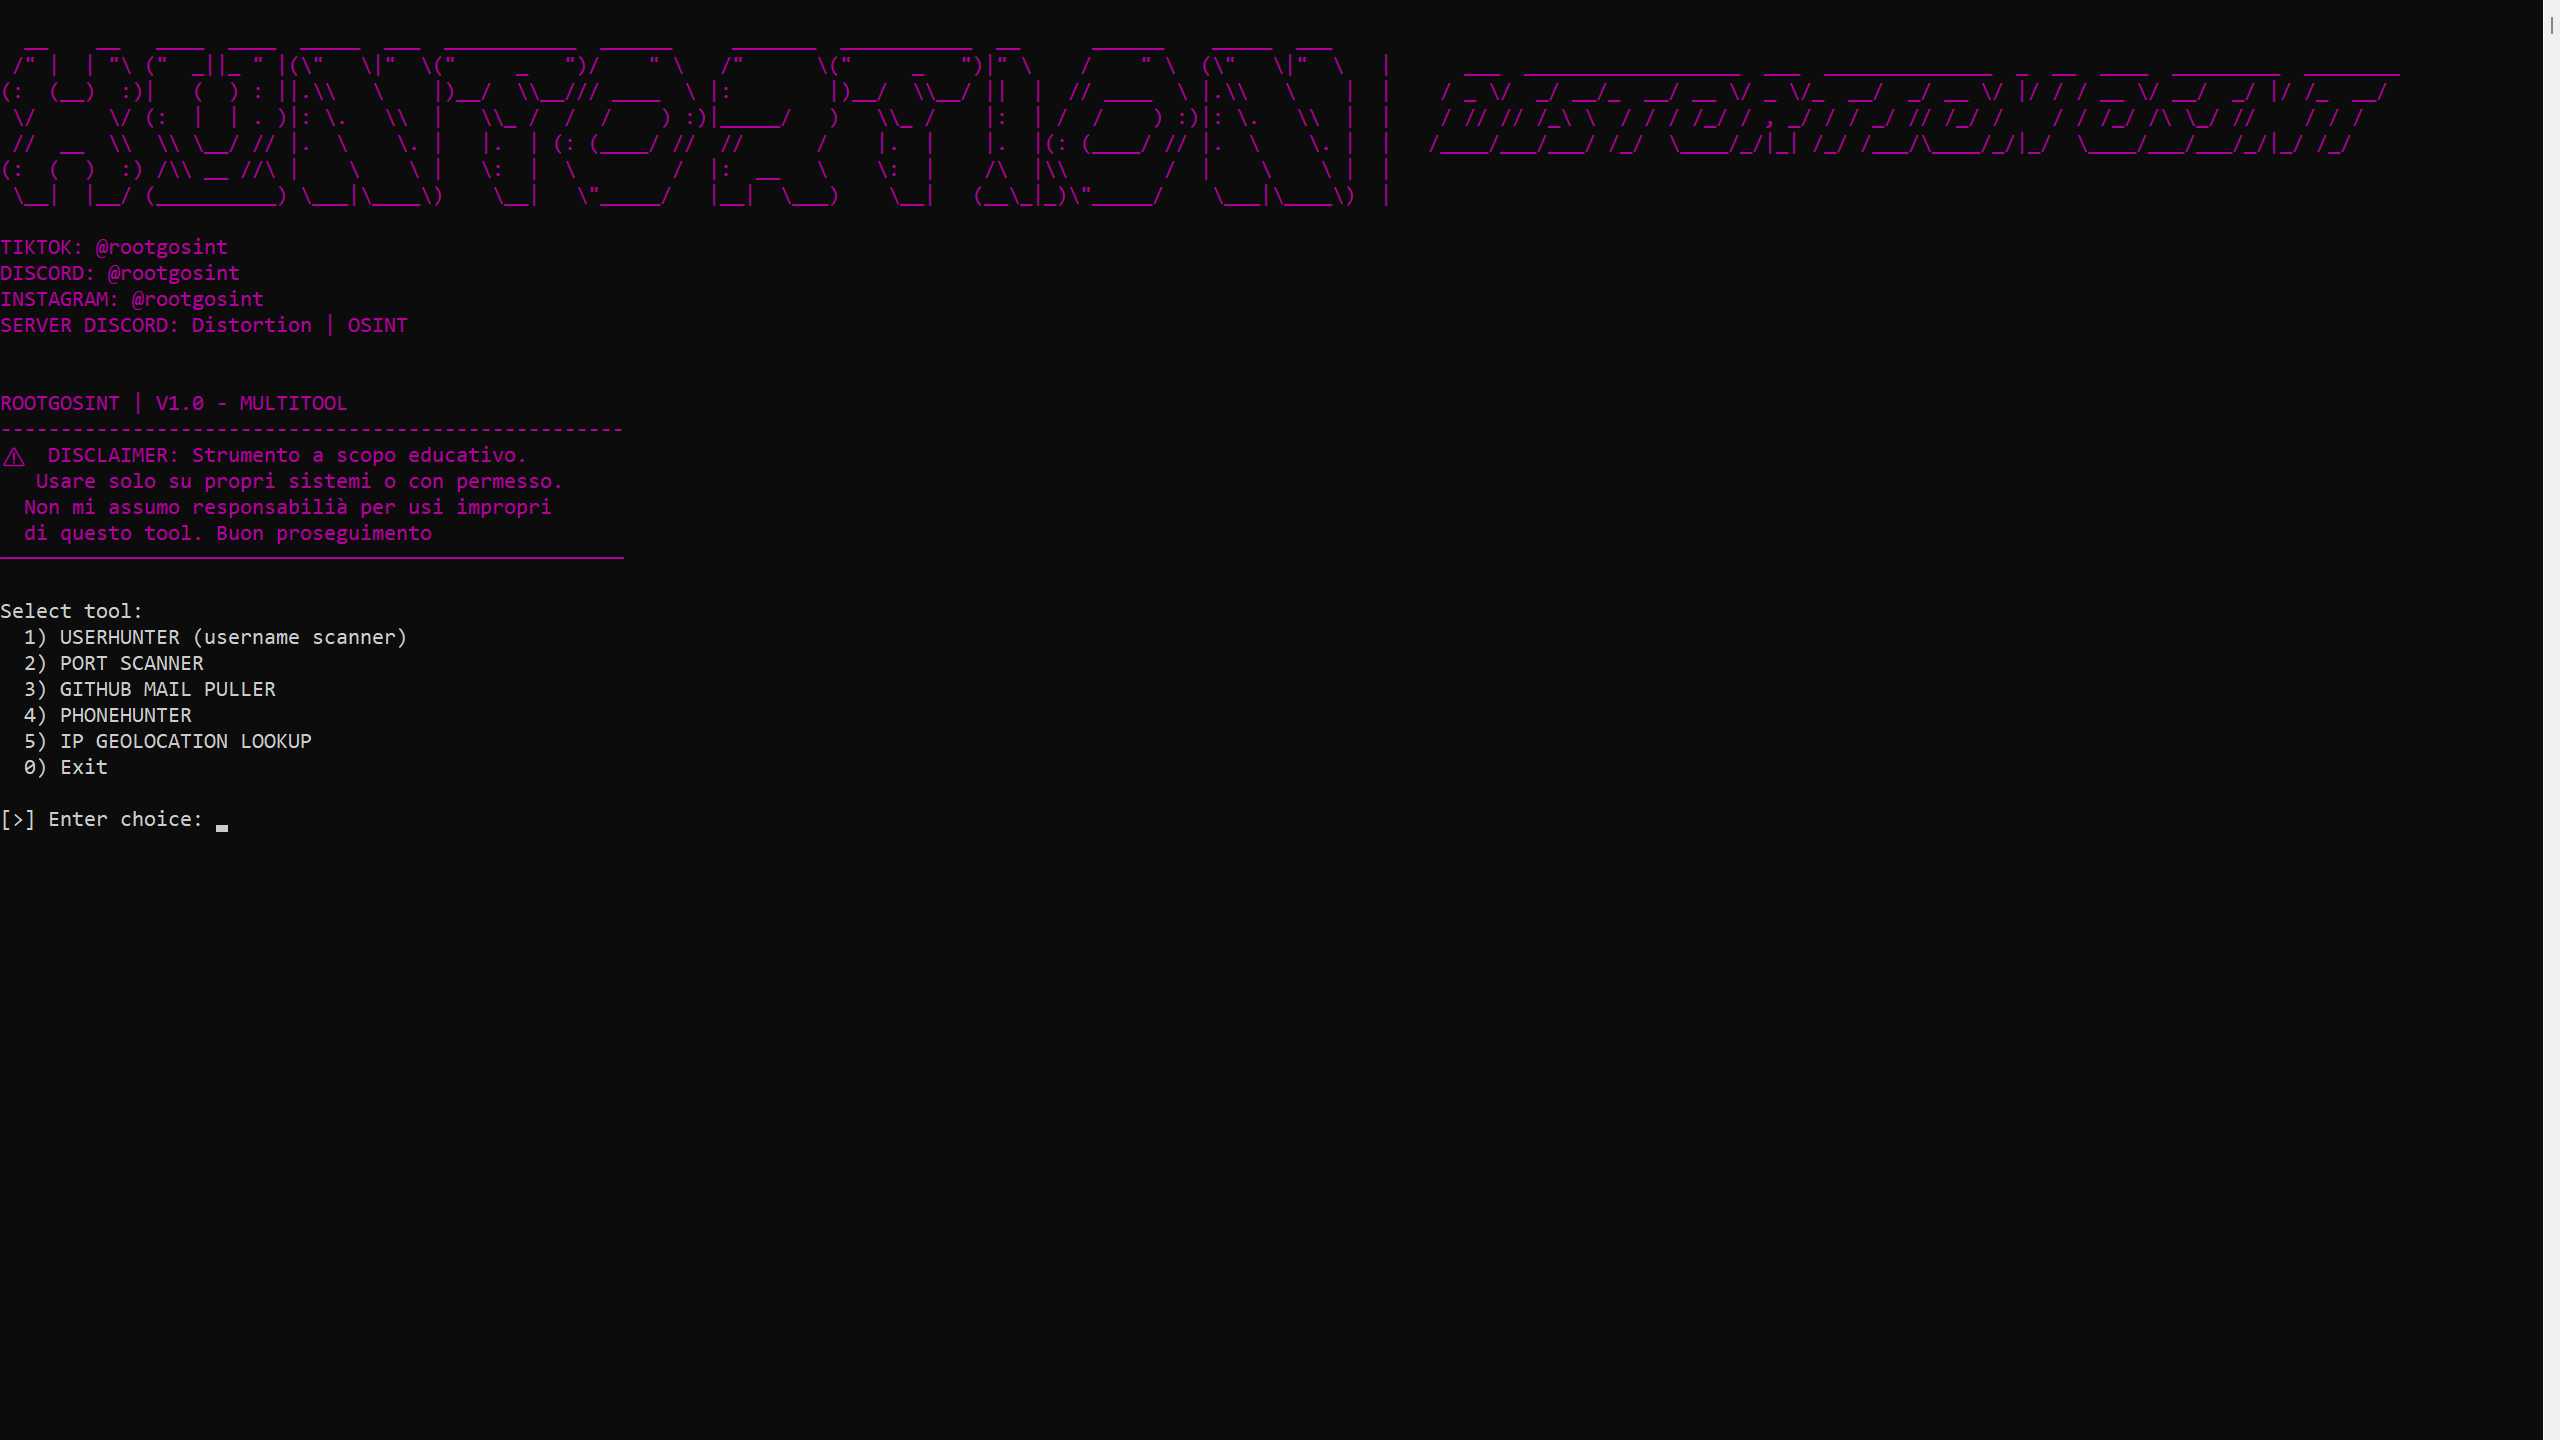 HUNTORTION | DISTORTION OSINT
TIKTOK: @rootgosint
DISCORD: @rootgosint
INSTAGRAM: @rootgosint
SERVER DISCORD: Distortion | OSINT
ROOTGOSINT | V1.0 - MULTITOOL
----------------------------------------------------
⚠ DISCLAIMER: Strumento a scopo educativo.
Usare solo su propri sistemi o con permesso.
Non mi assumo responsabilià per usi impropri
di questo tool. Buon proseguimento
Select tool:
1) USERHUNTER (username scanner)
2) PORT SCANNER
3) GITHUB MAIL PULLER
4) PHONEHUNTER
5) IP GEOLOCATION LOOKUP
0) Exit
[>] Enter choice: